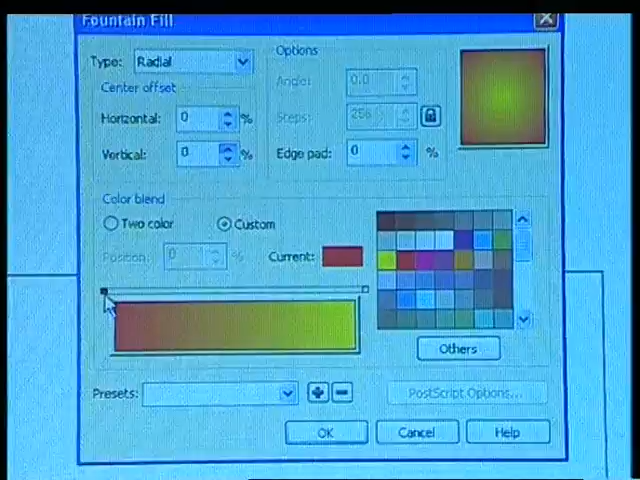 Fountain Fill
Type: Radial
Options
Center offset
Angle: 0.0
Horizontal: 0 %
Steps: 256
Vertical: 0 %
Edge pad: 0 %
Color blend
Two color
Custom
Position: 0 %
Current:
Others
Presets:
PostScript Options...
OK
Cancel
Help